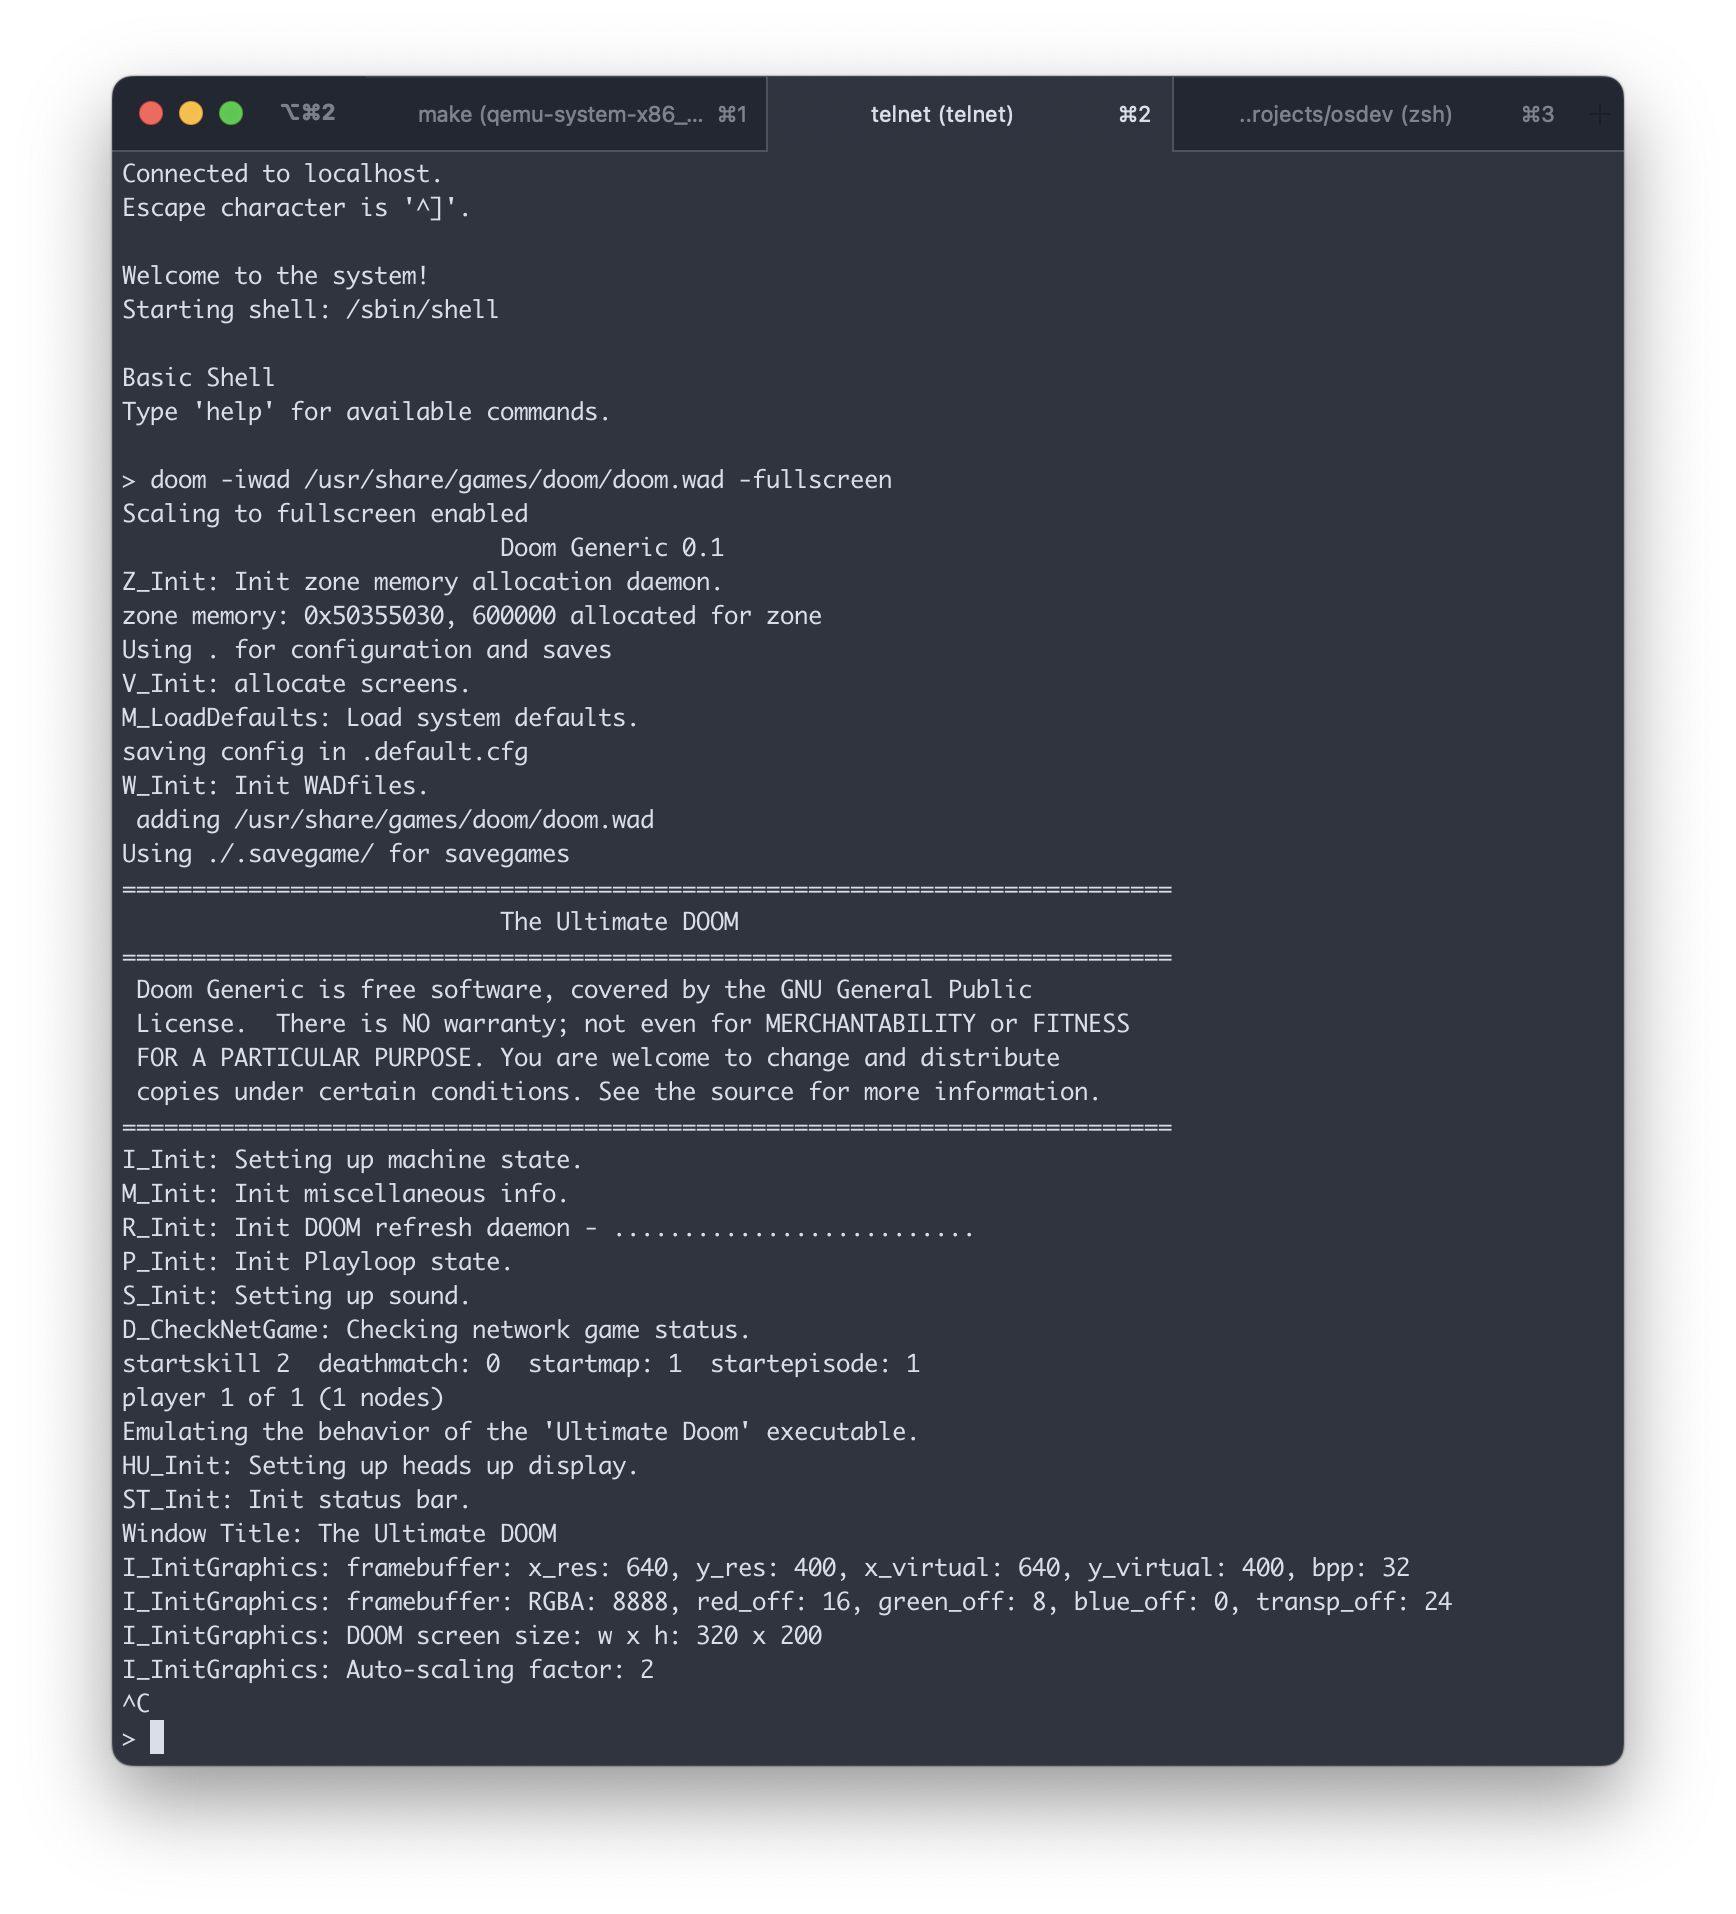 ⌥⌘2 make (qemu-system-x86_... ⌘1 telnet (telnet) ⌘2 ..rojects/osdev (zsh) ⌘3 +
Connected to localhost.
Escape character is '^]'.
Welcome to the system!
Starting shell: /sbin/shell
Basic Shell
Type 'help' for available commands.
> doom -iwad /usr/share/games/doom/doom.wad -fullscreen
Scaling to fullscreen enabled
                           Doom Generic 0.1
Z_Init: Init zone memory allocation daemon.
zone memory: 0x50355030, 600000 allocated for zone
Using . for configuration and saves
V_Init: allocate screens.
M_LoadDefaults: Load system defaults.
saving config in .default.cfg
W_Init: Init WADfiles.
 adding /usr/share/games/doom/doom.wad
Using ./.savegame/ for savegames
===========================================================================
                           The Ultimate DOOM
===========================================================================
 Doom Generic is free software, covered by the GNU General Public
 License.  There is NO warranty; not even for MERCHANTABILITY or FITNESS
 FOR A PARTICULAR PURPOSE. You are welcome to change and distribute
 copies under certain conditions. See the source for more information.
===========================================================================
I_Init: Setting up machine state.
M_Init: Init miscellaneous info.
R_Init: Init DOOM refresh daemon - ..........................
P_Init: Init Playloop state.
S_Init: Setting up sound.
D_CheckNetGame: Checking network game status.
startskill 2  deathmatch: 0  startmap: 1  startepisode: 1
player 1 of 1 (1 nodes)
Emulating the behavior of the 'Ultimate Doom' executable.
HU_Init: Setting up heads up display.
ST_Init: Init status bar.
Window Title: The Ultimate DOOM
I_InitGraphics: framebuffer: x_res: 640, y_res: 400, x_virtual: 640, y_virtual: 400, bpp: 32
I_InitGraphics: framebuffer: RGBA: 8888, red_off: 16, green_off: 8, blue_off: 0, transp_off: 24
I_InitGraphics: DOOM screen size: w x h: 320 x 200
I_InitGraphics: Auto-scaling factor: 2
^C
>